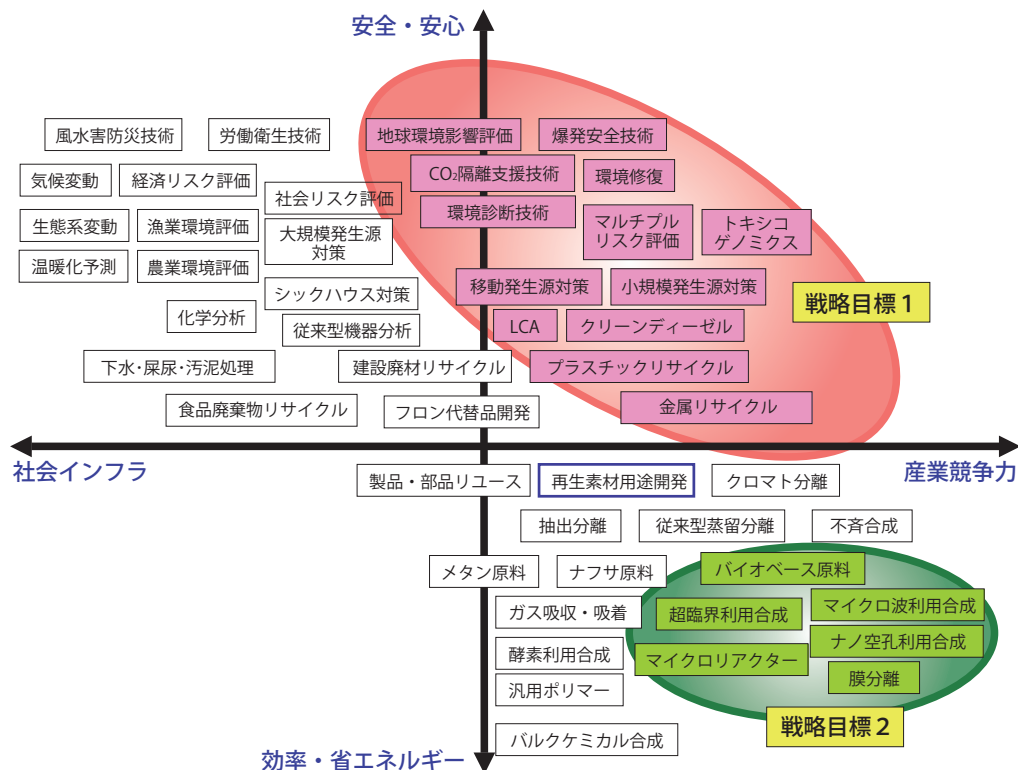 安全・安心
風水害防災技術
労働衛生技術
地球環境影響評価
爆発安全技術
気候変動
経済リスク評価
社会リスク評価
CO₂隔離支援技術
環境修復
生態系変動
漁業環境評価
大規模発生源
対策
環境診断技術
マルチプル
リスク評価
トキシコ
ゲノミクス
温暖化予測
農業環境評価
シックハウス対策
移動発生源対策
小規模発生源対策
戦略目標1
化学分析
従来型機器分析
LCA
クリーンディーゼル
下水・屎尿・汚泥処理
建設廃材リサイクル
プラスチックリサイクル
食品廃棄物リサイクル
フロン代替品開発
金属リサイクル
社会インフラ
産業競争力
製品・部品リユース
再生素材用途開発
クロマト分離
抽出分離
従来型蒸留分離
不斉合成
メタン原料
ナフサ原料
バイオベース原料
ガス吸収・吸着
超臨界利用合成
マイクロ波利用合成
酵素利用合成
マイクロリアクター
ナノ空孔利用合成
汎用ポリマー
膜分離
戦略目標2
バルクケミカル合成
効率・省エネルギー